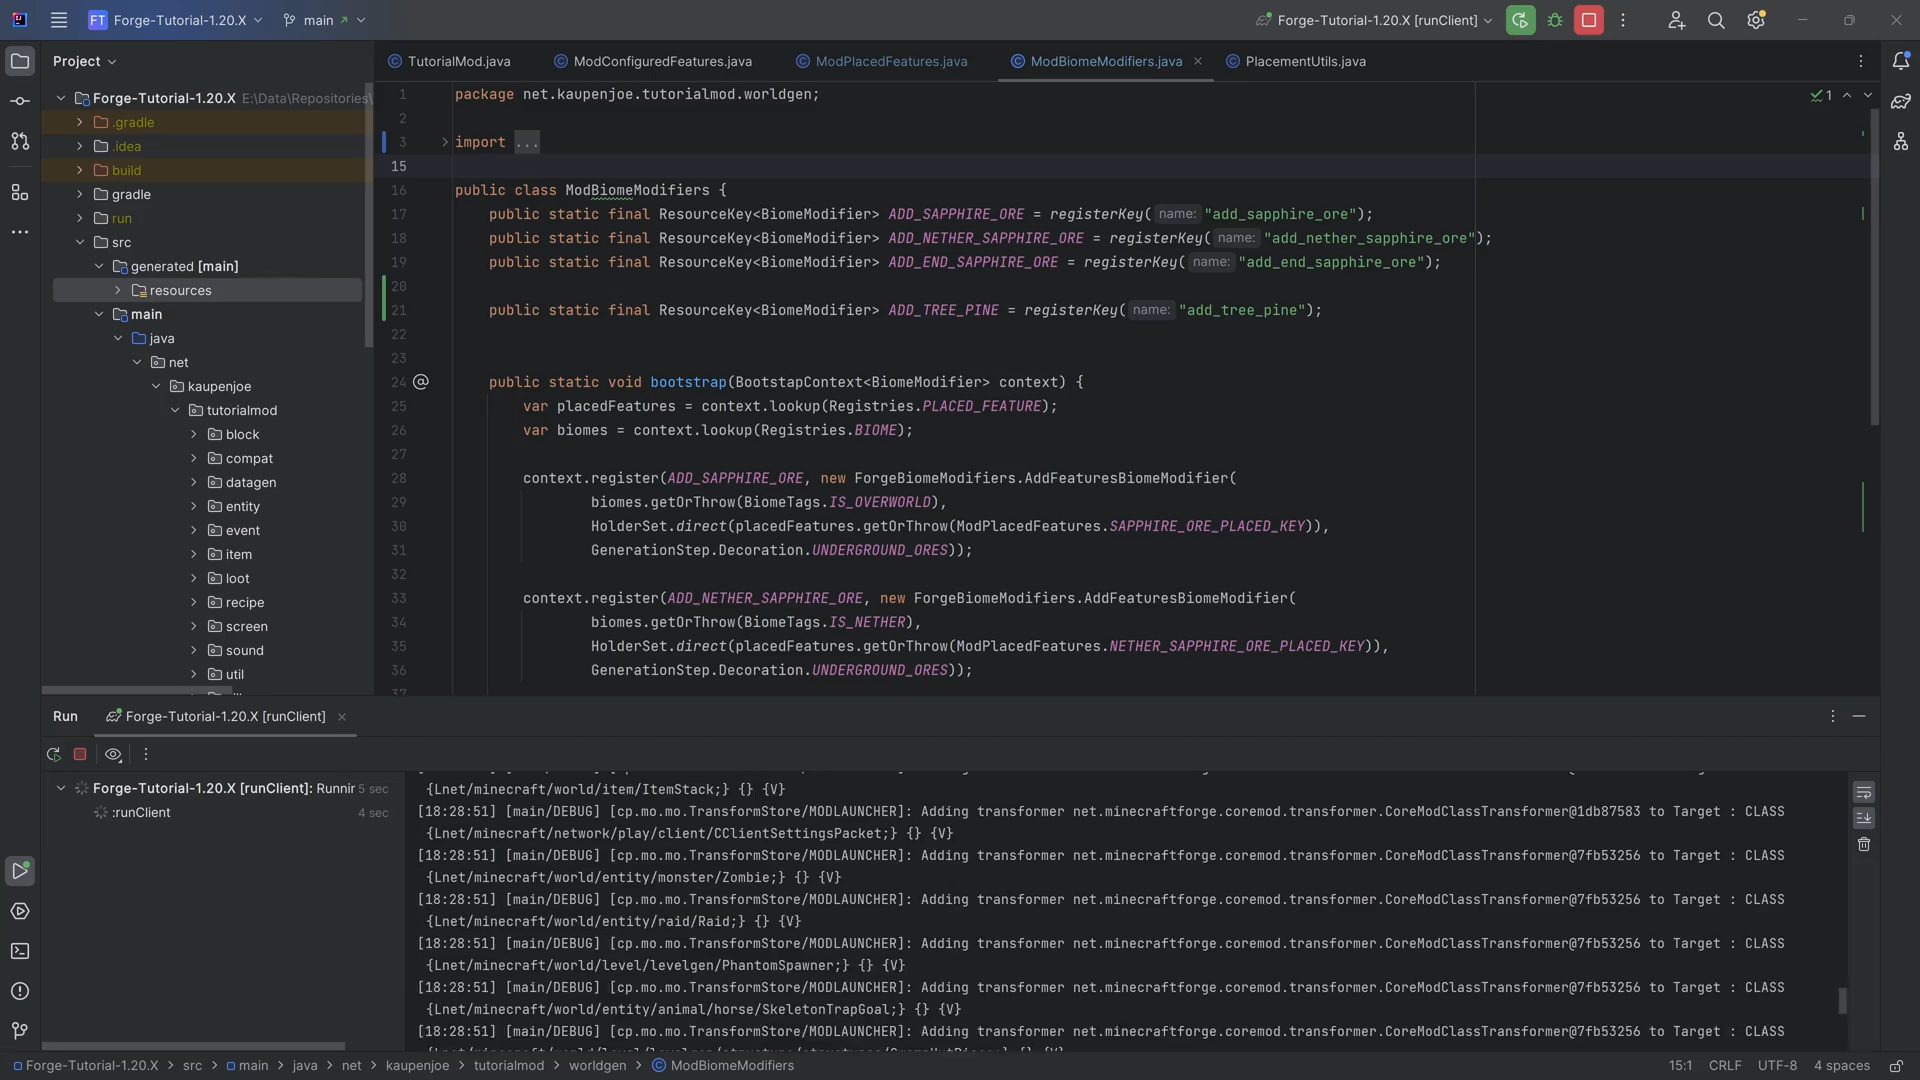 FT Forge-Tutorial-1.20.X main Forge-Tutorial-1.20.X [runClient]
Project
TutorialMod.java ModConfiguredFeatures.java ModPlacedFeatures.java ModBiomeModifiers.java PlacementUtils.java
Forge-Tutorial-1.20.X E:\Data\Repositories\
.gradle
.idea
build
gradle
run
src
generated [main]
resources
main
java
net
kaupenjoe
tutorialmod
block
compat
datagen
entity
event
item
loot
recipe
screen
sound
util
1 package net.kaupenjoe.tutorialmod.worldgen;
1
2
3 import ...
15
16 public class ModBiomeModifiers {
17 public static final ResourceKey<BiomeModifier> ADD_SAPPHIRE_ORE = registerKey( name: "add_sapphire_ore");
18 public static final ResourceKey<BiomeModifier> ADD_NETHER_SAPPHIRE_ORE = registerKey( name: "add_nether_sapphire_ore");
19 public static final ResourceKey<BiomeModifier> ADD_END_SAPPHIRE_ORE = registerKey( name: "add_end_sapphire_ore");
20
21 public static final ResourceKey<BiomeModifier> ADD_TREE_PINE = registerKey( name: "add_tree_pine");
22
23
24 public static void bootstrap(BootstapContext<BiomeModifier> context) {
25 var placedFeatures = context.lookup(Registries.PLACED_FEATURE);
26 var biomes = context.lookup(Registries.BIOME);
27
28 context.register(ADD_SAPPHIRE_ORE, new ForgeBiomeModifiers.AddFeaturesBiomeModifier(
29 biomes.getOrThrow(BiomeTags.IS_OVERWORLD),
30 HolderSet.direct(placedFeatures.getOrThrow(ModPlacedFeatures.SAPPHIRE_ORE_PLACED_KEY)),
31 GenerationStep.Decoration.UNDERGROUND_ORES));
32
33 context.register(ADD_NETHER_SAPPHIRE_ORE, new ForgeBiomeModifiers.AddFeaturesBiomeModifier(
34 biomes.getOrThrow(BiomeTags.IS_NETHER),
35 HolderSet.direct(placedFeatures.getOrThrow(ModPlacedFeatures.NETHER_SAPPHIRE_ORE_PLACED_KEY)),
36 GenerationStep.Decoration.UNDERGROUND_ORES));
37
Run Forge-Tutorial-1.20.X [runClient]
Forge-Tutorial-1.20.X [runClient]: Runnir 5 sec
:runClient 4 sec
{Lnet/minecraft/world/item/ItemStack;} {} {V}
[18:28:51] [main/DEBUG] [cp.mo.mo.TransformStore/MODLAUNCHER]: Adding transformer net.minecraftforge.coremod.transformer.CoreModClassTransformer@1db87583 to Target : CLASS
{Lnet/minecraft/network/play/client/CClientSettingsPacket;} {} {V}
[18:28:51] [main/DEBUG] [cp.mo.mo.TransformStore/MODLAUNCHER]: Adding transformer net.minecraftforge.coremod.transformer.CoreModClassTransformer@7fb53256 to Target : CLASS
{Lnet/minecraft/world/entity/monster/Zombie;} {} {V}
[18:28:51] [main/DEBUG] [cp.mo.mo.TransformStore/MODLAUNCHER]: Adding transformer net.minecraftforge.coremod.transformer.CoreModClassTransformer@7fb53256 to Target : CLASS
{Lnet/minecraft/world/entity/raid/Raid;} {} {V}
[18:28:51] [main/DEBUG] [cp.mo.mo.TransformStore/MODLAUNCHER]: Adding transformer net.minecraftforge.coremod.transformer.CoreModClassTransformer@7fb53256 to Target : CLASS
{Lnet/minecraft/world/level/levelgen/PhantomSpawner;} {} {V}
[18:28:51] [main/DEBUG] [cp.mo.mo.TransformStore/MODLAUNCHER]: Adding transformer net.minecraftforge.coremod.transformer.CoreModClassTransformer@7fb53256 to Target : CLASS
{Lnet/minecraft/world/entity/animal/horse/SkeletonTrapGoal;} {} {V}
[18:28:51] [main/DEBUG] [cp.mo.mo.TransformStore/MODLAUNCHER]: Adding transformer net.minecraftforge.coremod.transformer.CoreModClassTransformer@7fb53256 to Target : CLASS
Forge-Tutorial-1.20.X > src > main > java > net > kaupenjoe > tutorialmod > worldgen > ModBiomeModifiers 15:1 CRLF UTF-8 4 spaces